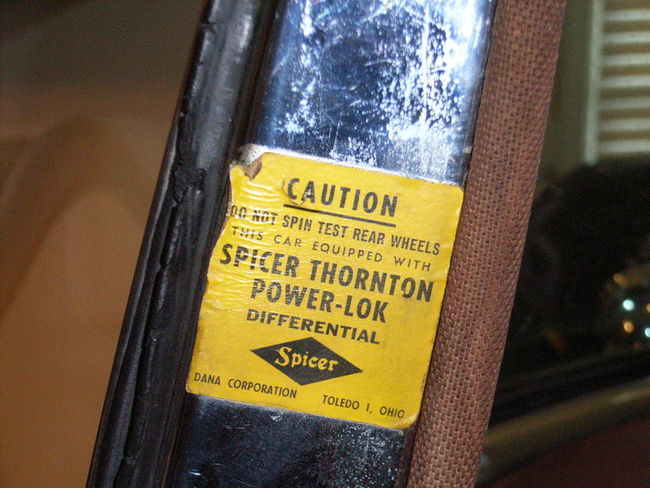 CAUTION
DO NOT SPIN TEST REAR WHEELS
THIS CAR EQUIPPED WITH
SPICER THORNTON
POWER-LOK
DIFFERENTIAL
Spicer
DANA CORPORATION TOLEDO 1, OHIO